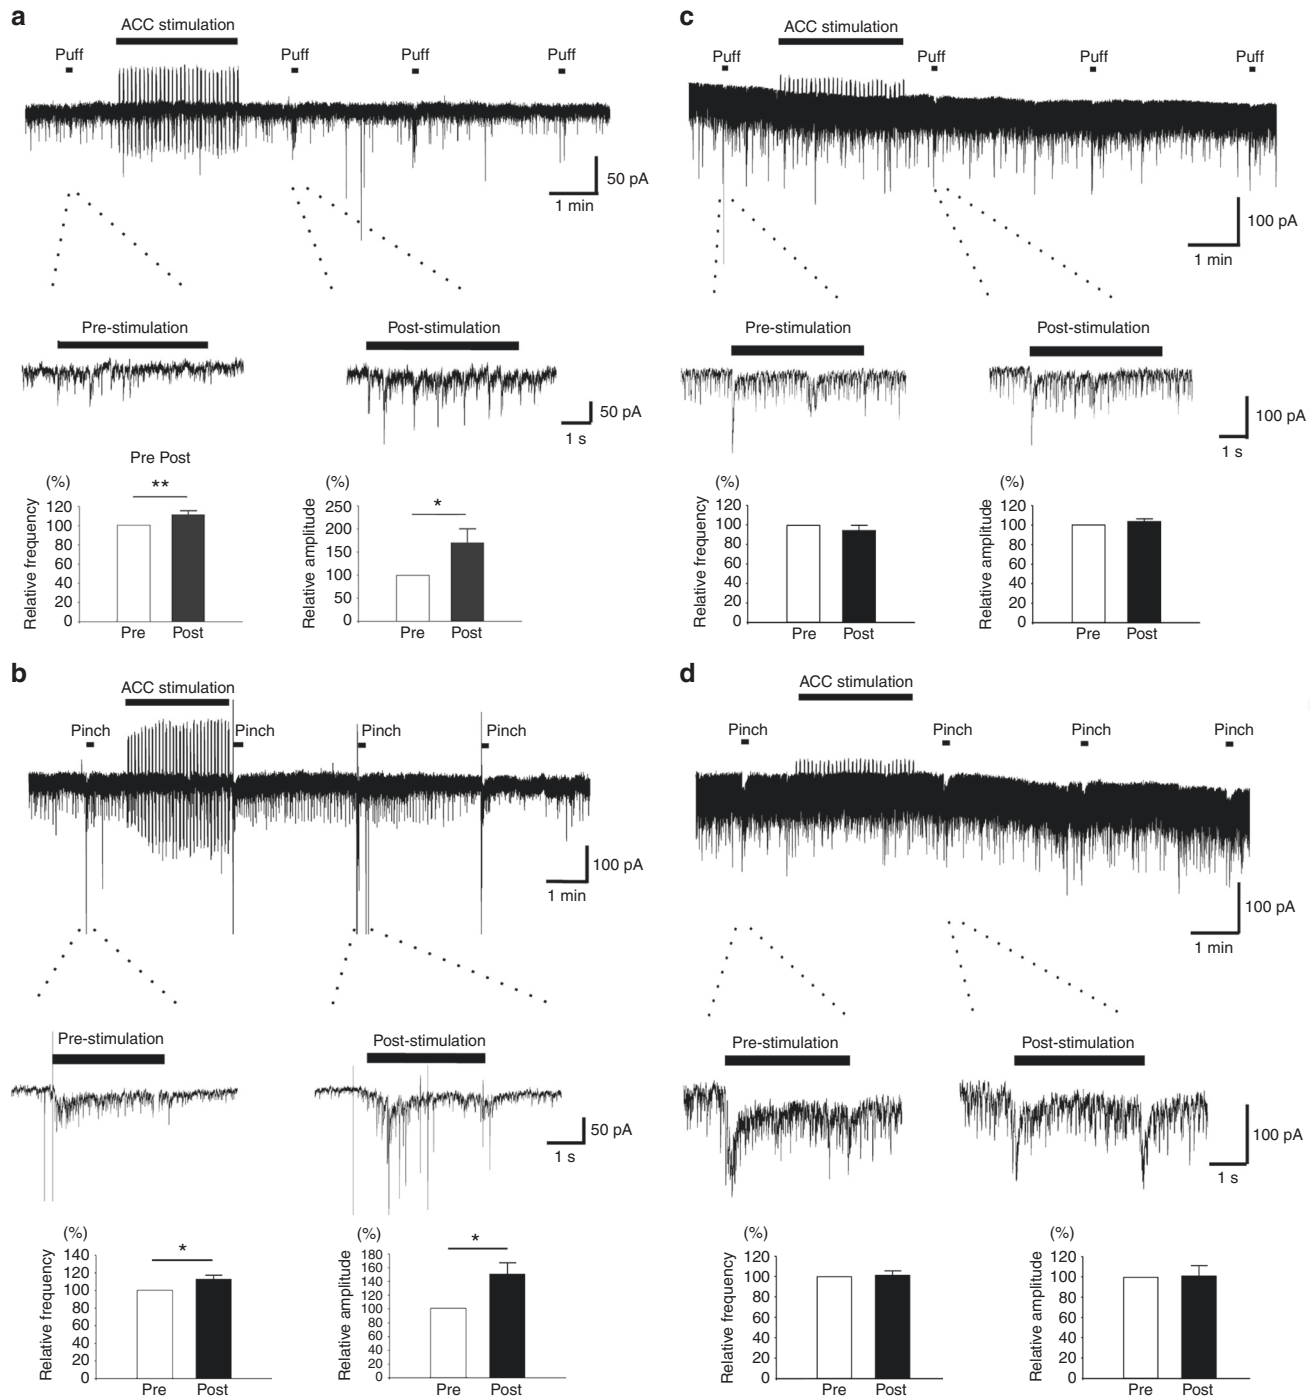 a
ACC stimulation
Puff
Puff
Puff
Puff
50 pA
1 min
Pre-stimulation
Post-stimulation
50 pA
1 s
Pre Post
(%)
**
Relative frequency
120
100
80
60
40
20
0
Pre
Post
(%)
*
Relative amplitude
250
200
150
100
50
0
Pre
Post
c
ACC stimulation
Puff
Puff
Puff
Puff
100 pA
1 min
Pre-stimulation
Post-stimulation
100 pA
1 s
(%)
Relative frequency
120
100
80
60
40
20
0
Pre
Post
(%)
Relative amplitude
120
100
80
60
40
20
0
Pre
Post
b
ACC stimulation
Pinch
Pinch
Pinch
Pinch
100 pA
1 min
Pre-stimulation
Post-stimulation
50 pA
1 s
(%)
*
Relative frequency
140
120
100
80
60
40
20
0
Pre
Post
(%)
*
Relative amplitude
180
160
140
120
100
80
60
40
20
0
Pre
Post
d
ACC stimulation
Pinch
Pinch
Pinch
Pinch
100 pA
1 min
Pre-stimulation
Post-stimulation
100 pA
1 s
(%)
Relative frequency
120
100
80
60
40
20
0
Pre
Post
(%)
Relative amplitude
120
100
80
60
40
20
0
Pre
Post